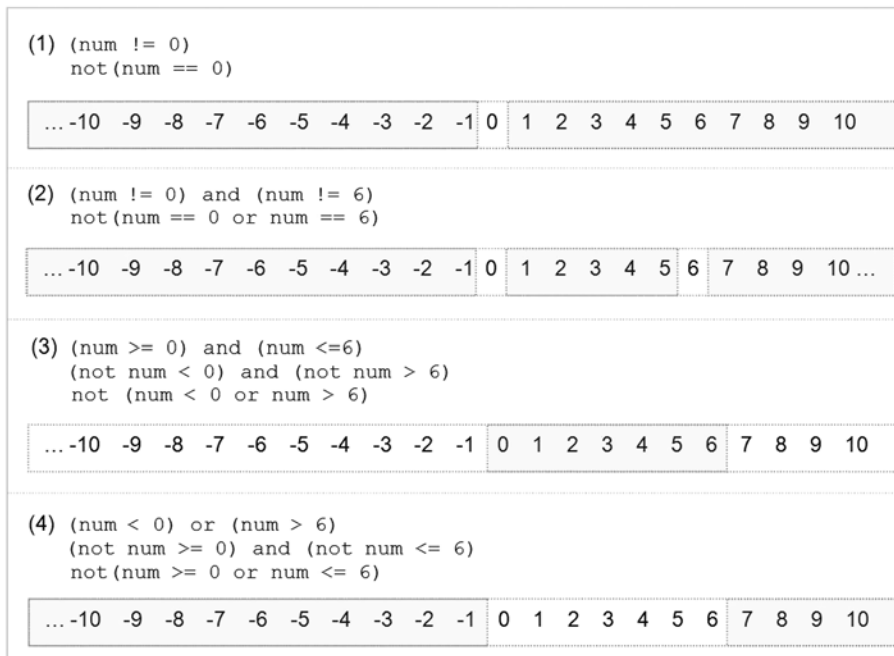 (1) (num != 0)
not(num == 0)
... -10 -9 -8 -7 -6 -5 -4 -3 -2 -1 0 1 2 3 4 5 6 7 8 9 10
(2) (num != 0) and (num != 6)
not(num == 0 or num == 6)
... -10 -9 -8 -7 -6 -5 -4 -3 -2 -1 0 1 2 3 4 5 6 7 8 9 10 ...
(3) (num >= 0) and (num <=6)
(not num < 0) and (not num > 6)
not (num < 0 or num > 6)
... -10 -9 -8 -7 -6 -5 -4 -3 -2 -1 0 1 2 3 4 5 6 7 8 9 10
(4) (num < 0) or (num > 6)
(not num >= 0) and (not num <= 6)
not(num >= 0 or num <= 6)
... -10 -9 -8 -7 -6 -5 -4 -3 -2 -1 0 1 2 3 4 5 6 7 8 9 10